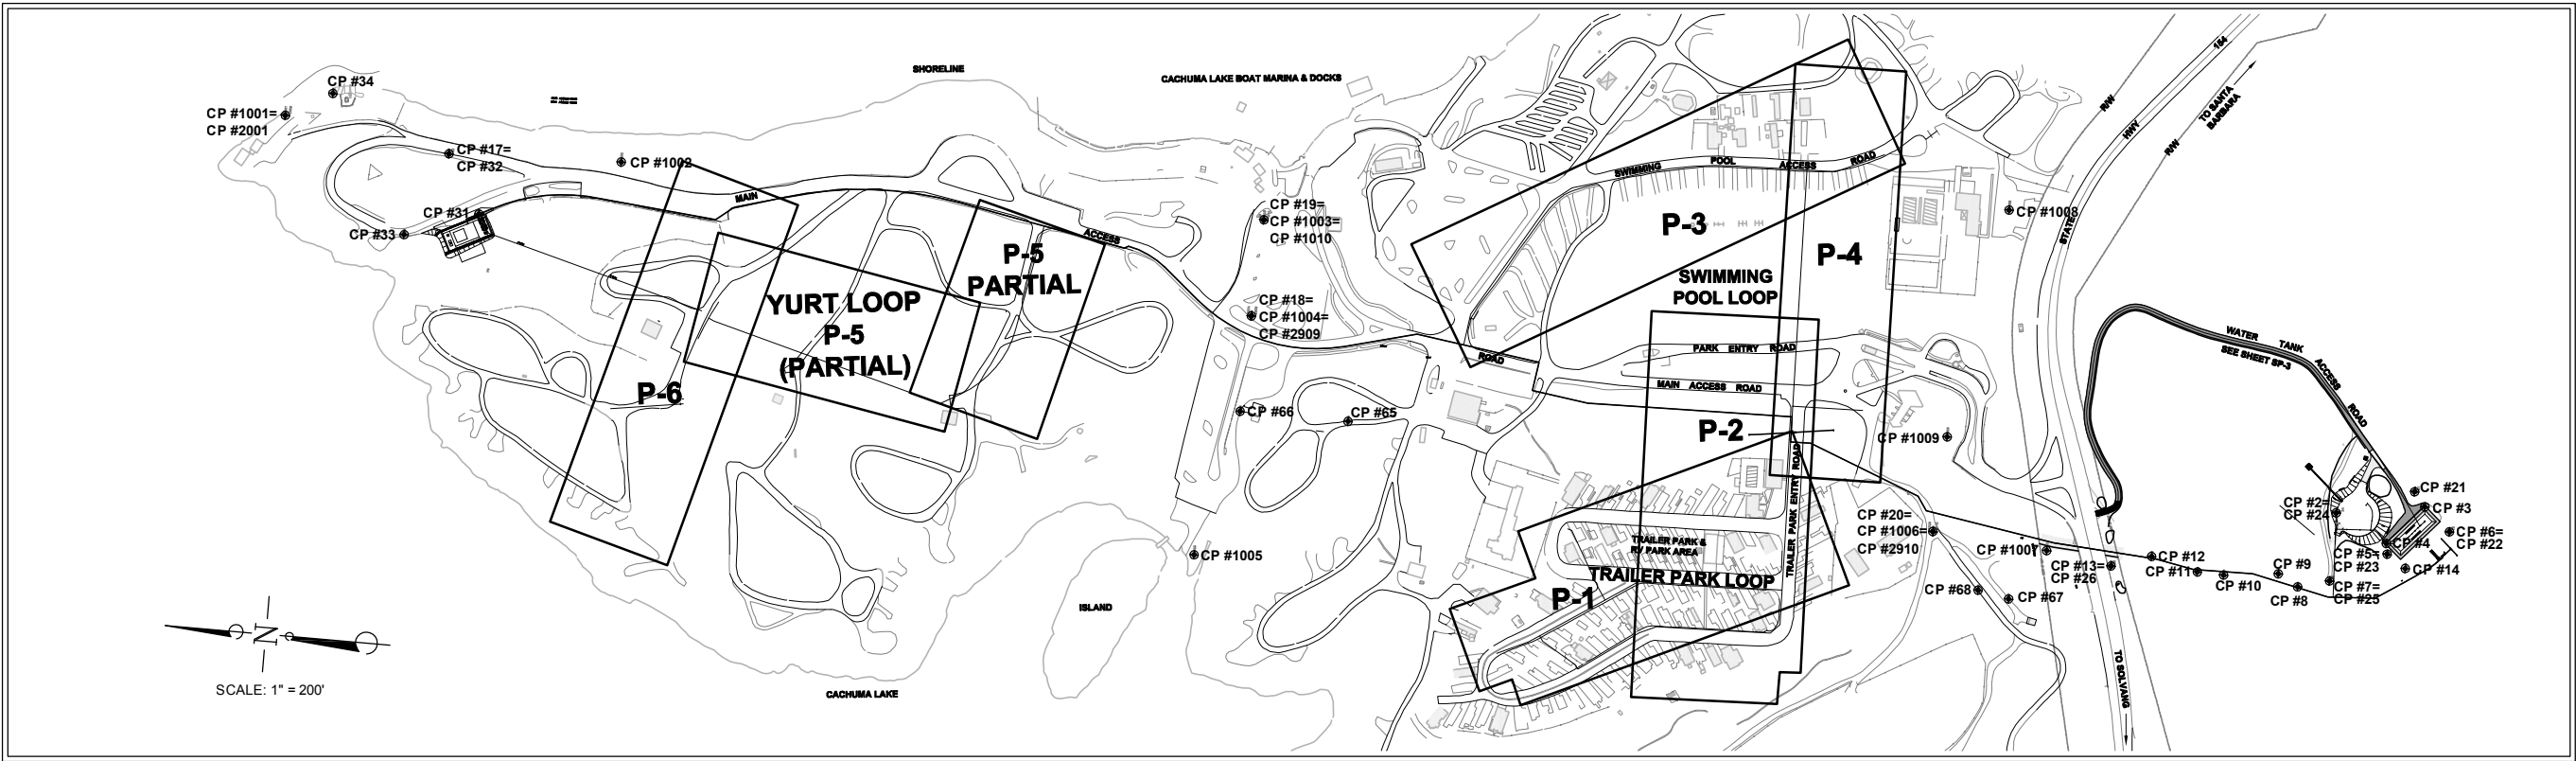 CP #34
CP #1001=
CP #2001
CP #17=
CP #32
CP #1002
CP #31
CP #33
SHORELINE
CACHUMA LAKE BOAT MARINA & DOCKS
MAIN
ACCESS
ROAD
P-6
YURT LOOP
P-5
(PARTIAL)
P-5
PARTIAL
CP #19=
CP #1003=
CP #1010
CP #18=
CP #1004=
CP #2909
CP #66
CP #65
CP #1005
ISLAND
CACHUMA LAKE
SCALE: 1" = 200'
N
SWIMMING POOL ACCESS ROAD
P-3
SWIMMING
POOL LOOP
P-4
PARK ENTRY ROAD
MAIN ACCESS ROAD
P-2
TRAILER PARK ENTRY ROAD
TRAILER PARK &
RV PARK AREA
TRAILER PARK LOOP
P-1
CP #1008
CP #1009
CP #20=
CP #1006=
CP #2910
CP #68
CP #67
CP #1007
CP #13=
CP #26
STATE HWY 154
R/W
R/W
TO SANTA
BARBARA
TO SOLVANG
WATER TANK ACCESS ROAD
SEE SHEET SP-3
CP #12
CP #11
CP #10
CP #9
CP #8
CP #7=
CP #25
CP #2=
CP #24
CP #21
CP #3
CP #4
CP #5=
CP #23
CP #6=
CP #22
CP #14